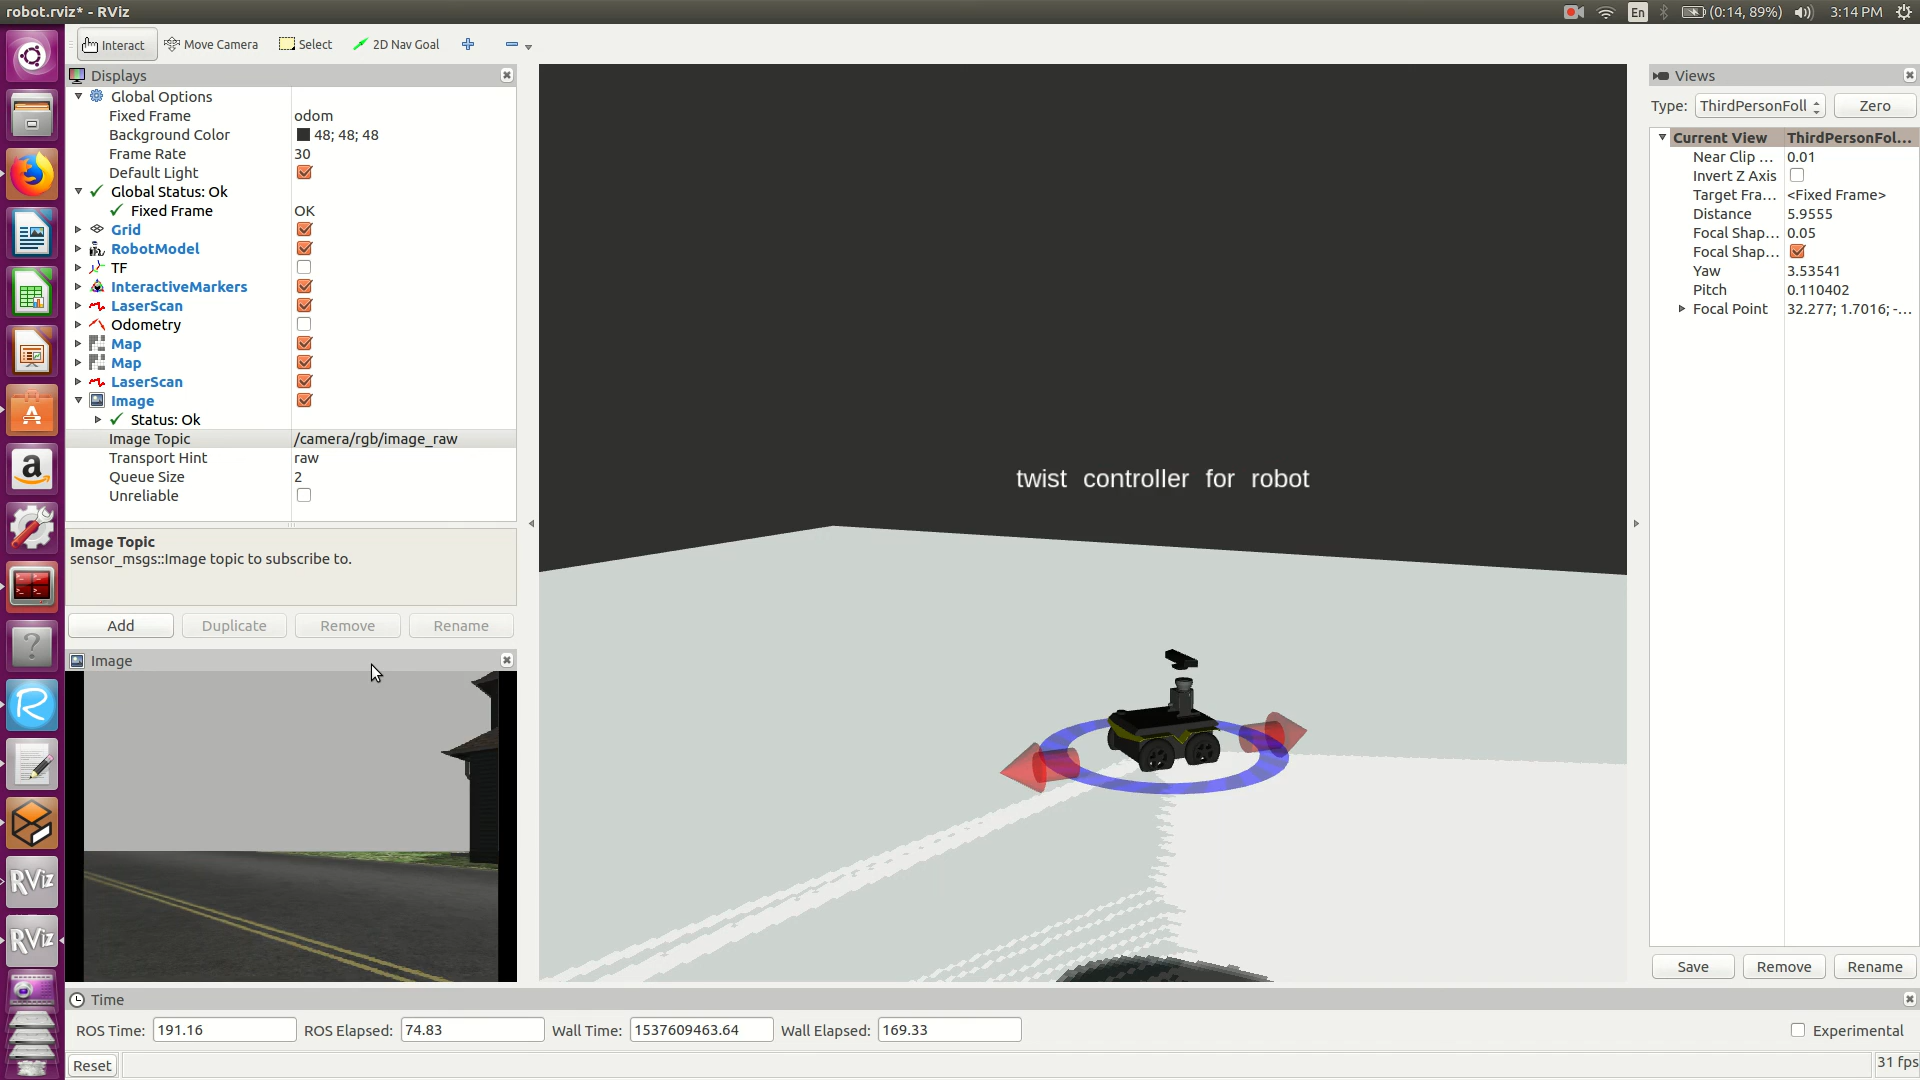 robot.rviz* - RViz
En
(0:14, 89%)
3:14 PM
Interact
Move Camera
Select
2D Nav Goal
Displays
Global Options
Fixed Frame odom
Background Color 48; 48; 48
Frame Rate 30
Default Light
Global Status: Ok
Fixed Frame OK
Grid
RobotModel
TF
InteractiveMarkers
LaserScan
Odometry
Map
Map
LaserScan
Image
Status: Ok
Image Topic /camera/rgb/image_raw
Transport Hint raw
Queue Size 2
Unreliable
Image Topic
sensor_msgs::Image topic to subscribe to.
Add Duplicate Remove Rename
Image
twist controller for robot
Views
Type: ThirdPersonFoll Zero
Current View ThirdPersonFol...
Near Clip ... 0.01
Invert Z Axis
Target Fra... <Fixed Frame>
Distance 5.9555
Focal Shap... 0.05
Focal Shap...
Yaw 3.53541
Pitch 0.110402
Focal Point 32.277; 1.7016; -...
Save Remove Rename
RViz
RViz
Time
ROS Time: 191.16 ROS Elapsed: 74.83 Wall Time: 1537609463.64 Wall Elapsed: 169.33 Experimental
Reset 31 fps